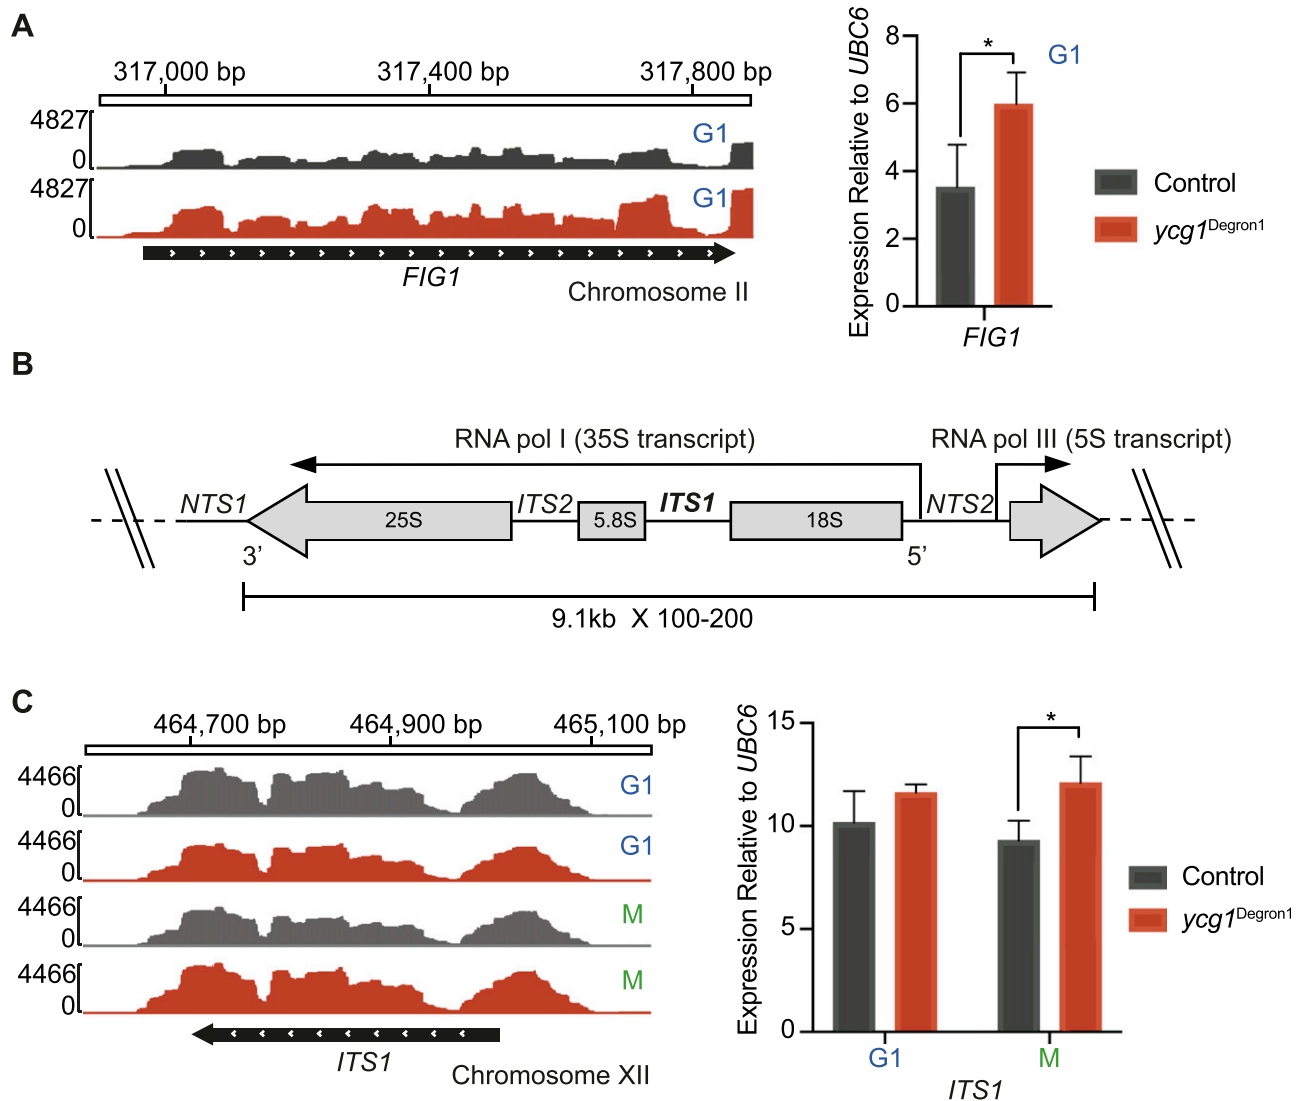 A
317,000 bp 317,400 bp 317,800 bp
4827
0
G1
4827
0
G1
FIG1
Chromosome II
Expression Relative to UBC6
8
6
4
2
0
*
G1
FIG1
Control
ycg1Degron1
B
RNA pol I (35S transcript) RNA pol III (5S transcript)
NTS1 25S ITS2 5.8S ITS1 18S NTS2
3’ 5’
9.1kb X 100-200
C
464,700 bp 464,900 bp 465,100 bp
4466
0
G1
4466
0
G1
4466
0
M
4466
0
M
ITS1
Chromosome XII
Expression Relative to UBC6
15
10
5
0
*
G1 M
ITS1
Control
ycg1Degron1